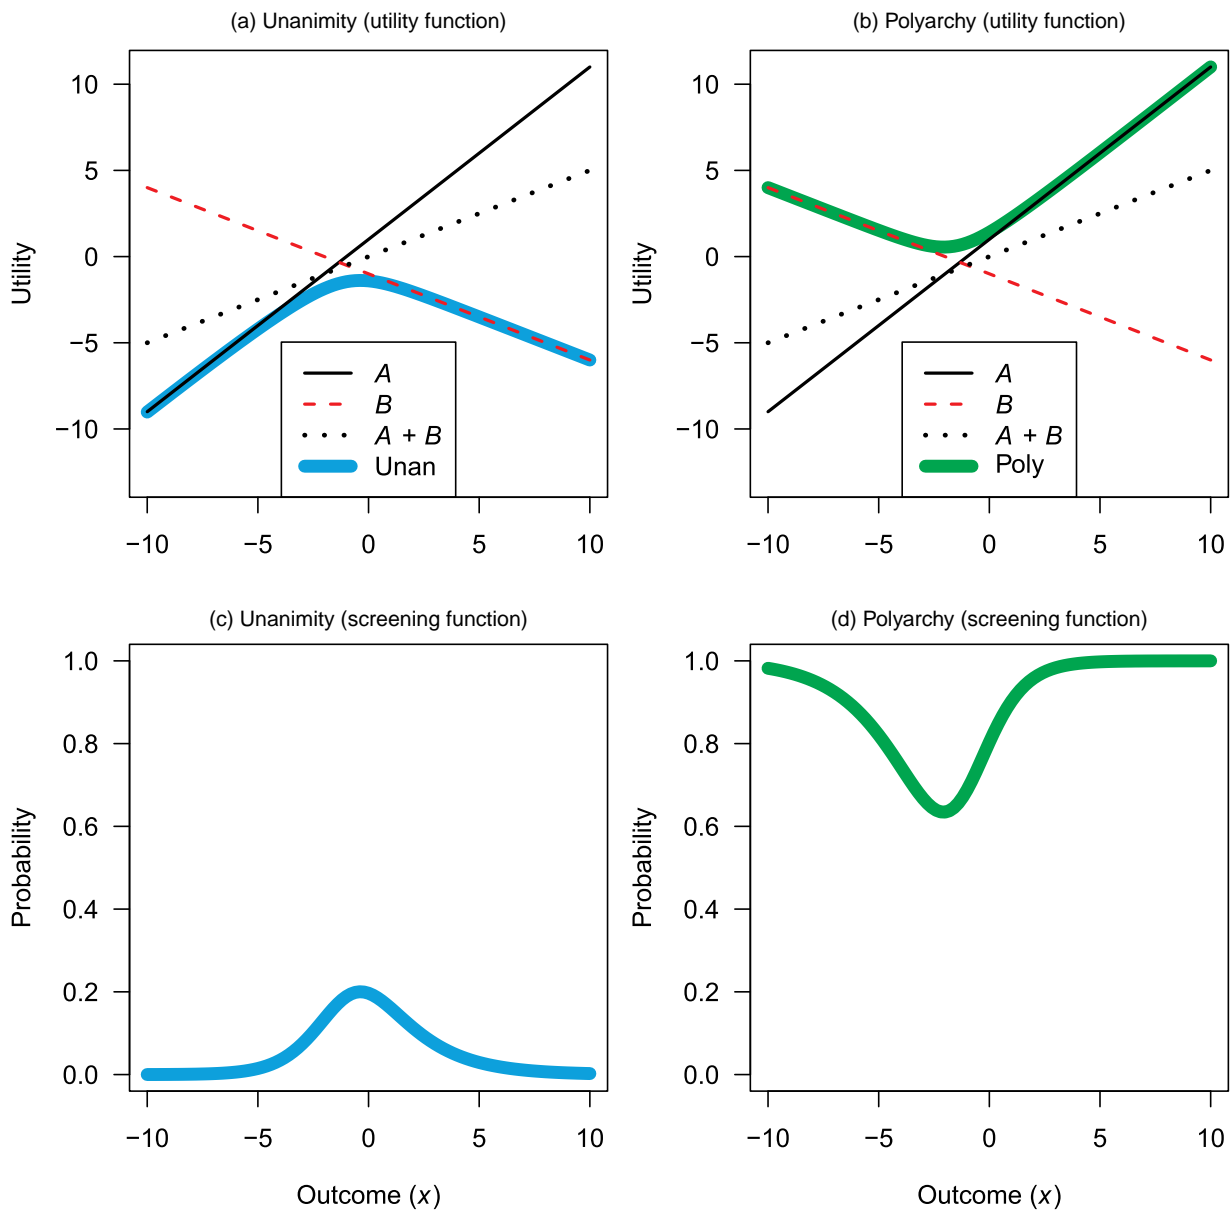 (a) Unanimity (utility function)
(b) Polyarchy (utility function)
Utility
10
5
0
−5
−10
A
B
A + B
Unan
−10
−5
0
5
10
Utility
10
5
0
−5
−10
A
B
A + B
Poly
−10
−5
0
5
10
(c) Unanimity (screening function)
(d) Polyarchy (screening function)
Probability
1.0
0.8
0.6
0.4
0.2
0.0
−10
−5
0
5
10
Outcome (x)
Probability
1.0
0.8
0.6
0.4
0.2
0.0
−10
−5
0
5
10
Outcome (x)